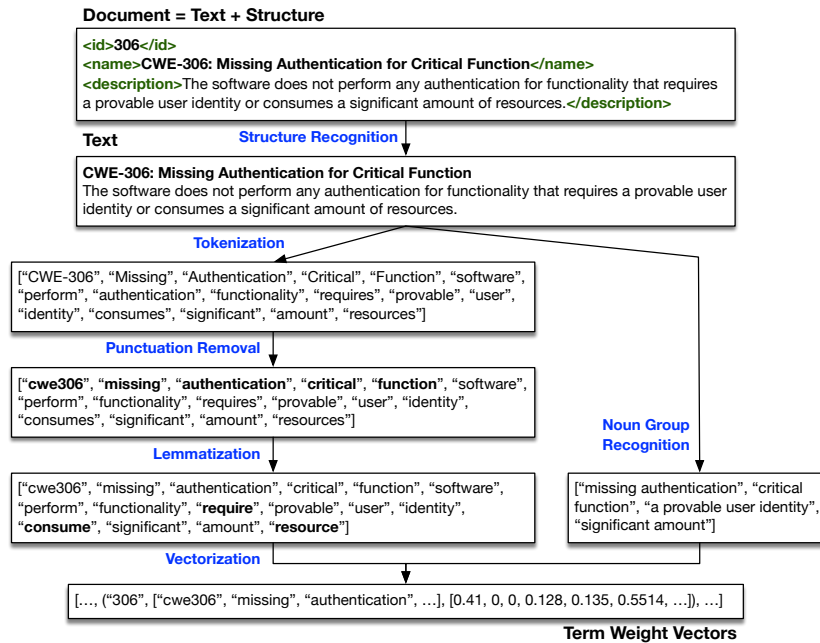 Document = Text + Structure
<id>306</id>
<name>CWE-306: Missing Authentication for Critical Function</name>
<description>The software does not perform any authentication for functionality that requires
a provable user identity or consumes a significant amount of resources.</description>
Structure Recognition
Text
CWE-306: Missing Authentication for Critical Function
The software does not perform any authentication for functionality that requires a provable user
identity or consumes a significant amount of resources.
Tokenization
[“CWE-306”, “Missing”, “Authentication”, “Critical”, “Function”, “software”,
“perform”, “authentication”, “functionality”, “requires”, “provable”, “user”,
“identity”, “consumes”, “significant”, “amount”, “resources”]
Punctuation Removal
[“cwe306”, “missing”, “authentication”, “critical”, “function”, “software”,
“perform”, “functionality”, “requires”, “provable”, “user”, “identity”,
“consumes”, “significant”, “amount”, “resources”]
Lemmatization
[“cwe306”, “missing”, “authentication”, “critical”, “function”, “software”,
“perform”, “functionality”, “require”, “provable”, “user”, “identity”,
“consume”, “significant”, “amount”, “resource”]
Noun Group
Recognition
[“missing authentication”, “critical
function”, “a provable user identity”,
“significant amount”]
Vectorization
[…, (“306”, [“cwe306”, “missing”, “authentication”, …], [0.41, 0, 0, 0.128, 0.135, 0.5514, …]), …]
Term Weight Vectors